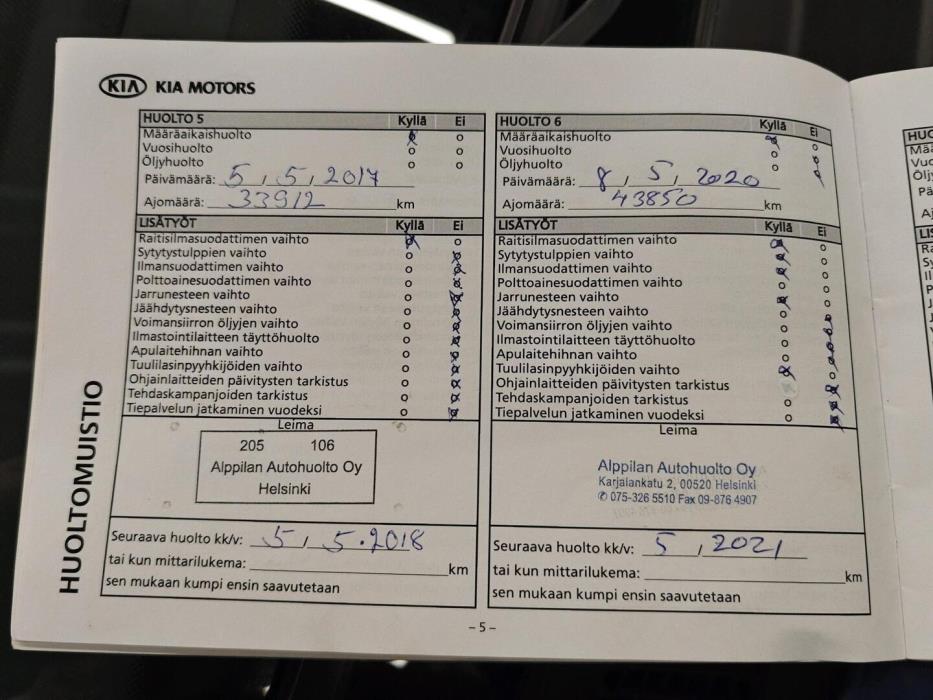 KIA KIA MOTORS
HUOLTO 5 Kyllä Ei
Määräaikaishuolto
Vuosihuolto
Öljyhuolto
Päivämäärä: 5, 5, 2017
Ajomäärä: 33912 km
LISÄTYÖT Kyllä Ei
Raitisilmasuodattimen vaihto
Sytytystulppien vaihto
Ilmansuodattimen vaihto
Polttoainesuodattimen vaihto
Jarrunesteen vaihto
Jäähdytysnesteen vaihto
Voimansiirron öljyjen vaihto
Ilmastointilaitteen täyttöhuolto
Apulaitehihnan vaihto
Tuulilasinpyyhkijöiden vaihto
Ohjainlaitteiden päivitysten tarkistus
Tehdaskampanjoiden tarkistus
Tiepalvelun jatkaminen vuodeksi
Leima
205 106
Alppilan Autohuolto Oy
Helsinki
Seuraava huolto kk/v: 5, 5.2018
tai kun mittarilukema: km
sen mukaan kumpi ensin saavutetaan
HUOLTO 6 Kyllä Ei
Määräaikaishuolto
Vuosihuolto
Öljyhuolto
Päivämäärä: 8, 5, 2020
Ajomäärä: 43850 km
LISÄTYÖT Kyllä Ei
Raitisilmasuodattimen vaihto
Sytytystulppien vaihto
Ilmansuodattimen vaihto
Polttoainesuodattimen vaihto
Jarrunesteen vaihto
Jäähdytysnesteen vaihto
Voimansiirron öljyjen vaihto
Ilmastointilaitteen täyttöhuolto
Apulaitehihnan vaihto
Tuulilasinpyyhkijöiden vaihto
Ohjainlaitteiden päivitysten tarkistus
Tehdaskampanjoiden tarkistus
Tiepalvelun jatkaminen vuodeksi
Leima
Alppilan Autohuolto Oy
Karjalankatu 2, 00520 Helsinki
✆ 075-326 5510 Fax 09-876 4907
Seuraava huolto kk/v: 5, 2021
tai kun mittarilukema: km
sen mukaan kumpi ensin saavutetaan
HUOLTOMUISTIO
- 5 -